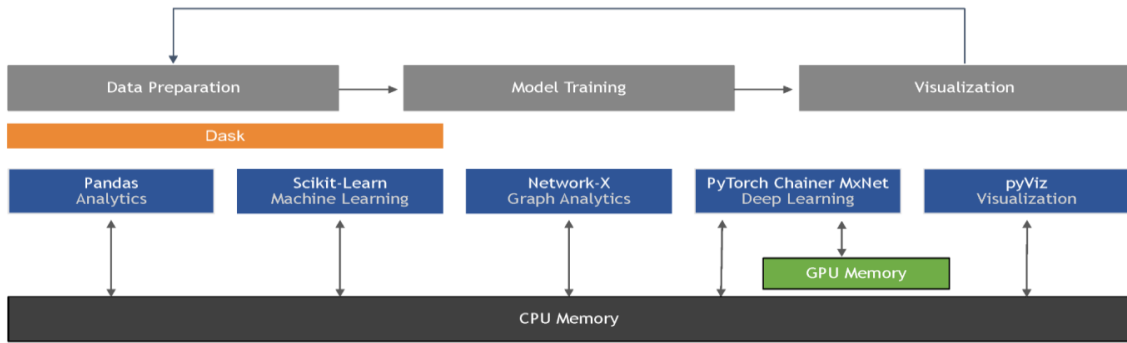 Data Preparation
Model Training
Visualization
Dask
Pandas
Analytics
Scikit-Learn
Machine Learning
Network-X
Graph Analytics
PyTorch Chainer MxNet
Deep Learning
pyViz
Visualization
GPU Memory
CPU Memory